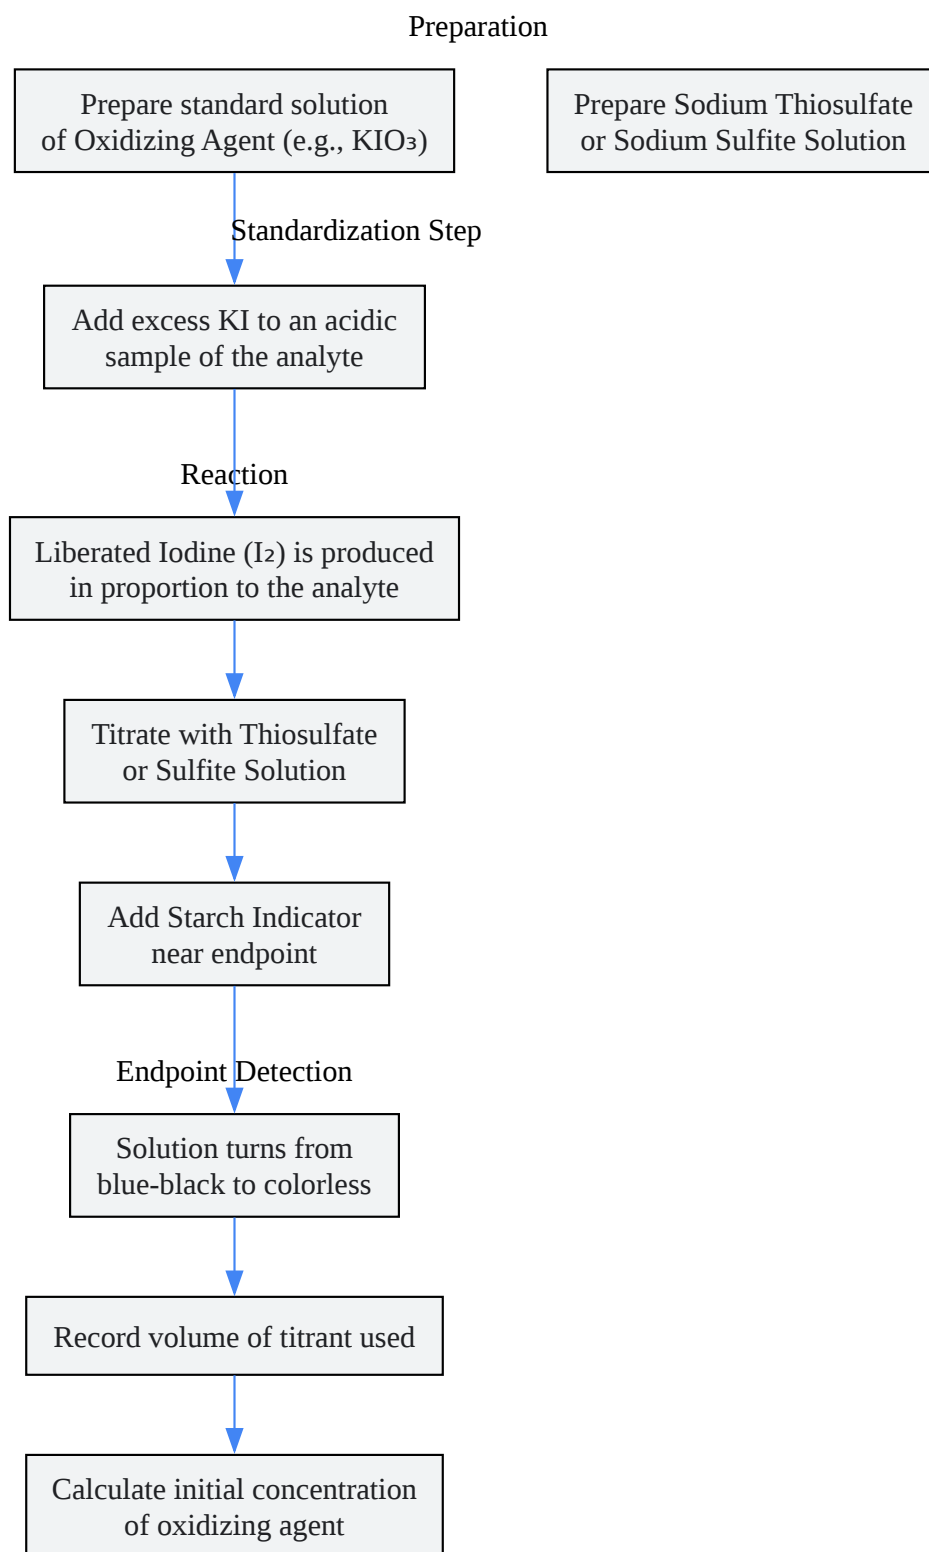 Preparation
Prepare standard solution
of Oxidizing Agent (e.g., KIO₃)
Prepare Sodium Thiosulfate
or Sodium Sulfite Solution
Standardization Step
Add excess KI to an acidic
sample of the analyte
Reaction
Liberated Iodine (I₂) is produced
in proportion to the analyte
Titrate with Thiosulfate
or Sulfite Solution
Add Starch Indicator
near endpoint
Endpoint Detection
Solution turns from
blue-black to colorless
Record volume of titrant used
Calculate initial concentration
of oxidizing agent